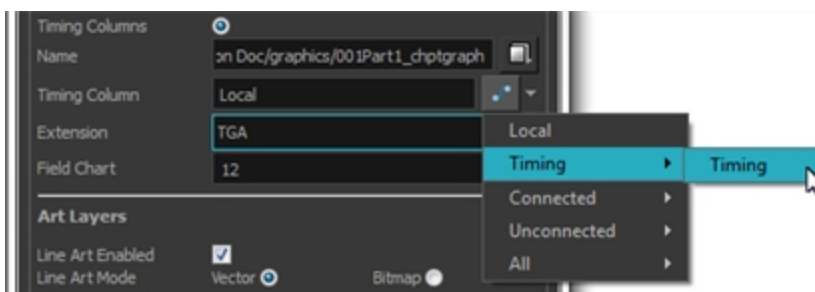 Timing Columns
Name on Doc/graphics/001Part1_chptgraph
Timing Column Local
Extension TGA
Field Chart 12
Art Layers
Line Art Enabled
Line Art Mode Vector Bitmap
Local
Timing Timing
Connected
Unconnected
All